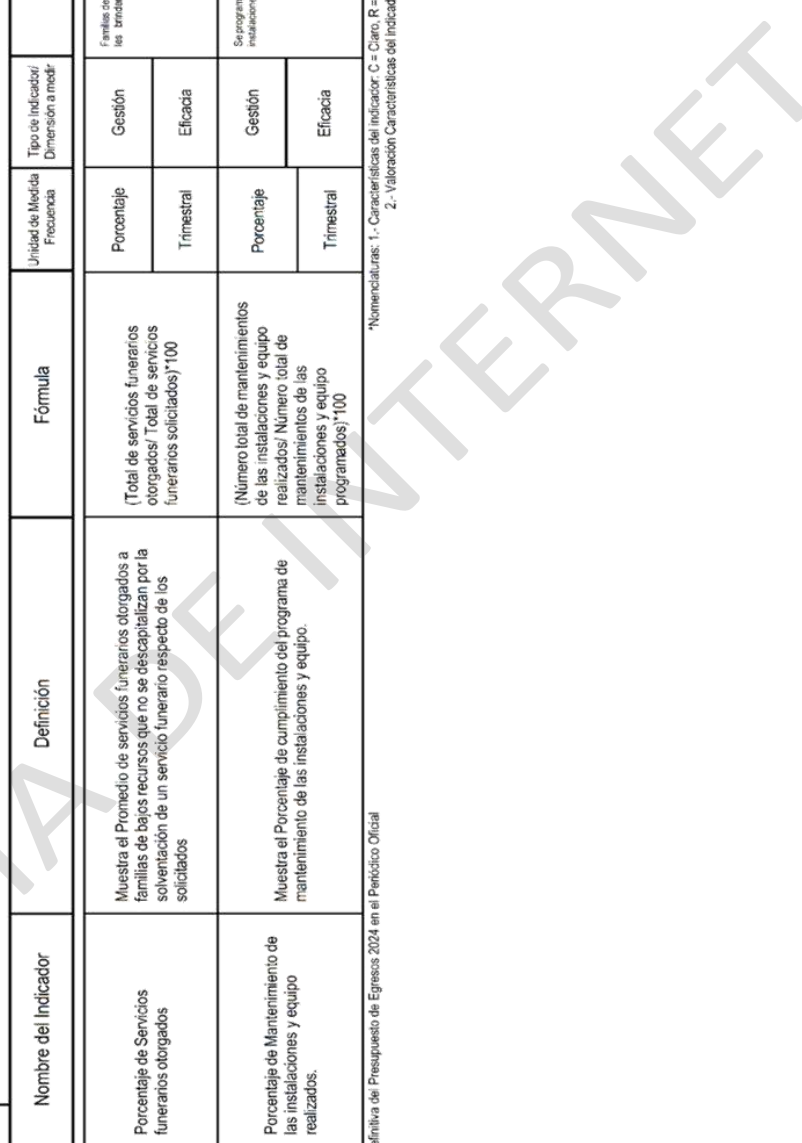 Nombre del Indicador
Definición
Fórmula
Unidad de Medida
Frecuencia
Tipo de Indicador/
Dimensión a medir
Porcentaje de Servicios
funerarios otorgados
Muestra el Promedio de servicios funerarios otorgados a
familias de bajos recursos que no se descapitalizan por la
solventación de un servicio funerario respecto de los
solicitados
(Total de servicios funerarios
otorgados/ Total de servicios
funerarios solicitados)*100
Porcentaje
Trimestral
Gestión
Eficacia
Familias de
les brinda
Porcentaje de Mantenimiento de
las instalaciones y equipo
realizados.
Muestra el Porcentaje de cumplimiento del programa de
mantenimiento de las instalaciones y equipo.
(Número total de mantenimientos
de las instalaciones y equipo
realizados/ Número total de
mantenimientos de las
instalaciones y equipo
programados)*100
Porcentaje
Trimestral
Gestión
Eficacia
Se program
instalacione
efinitiva del Presupuesto de Egresos 2024 en el Periódico Oficial
*Nomenclaturas: 1.- Características del indicador: C = Claro, R =
2.- Valoración Características del indicad
A DE INTERNET